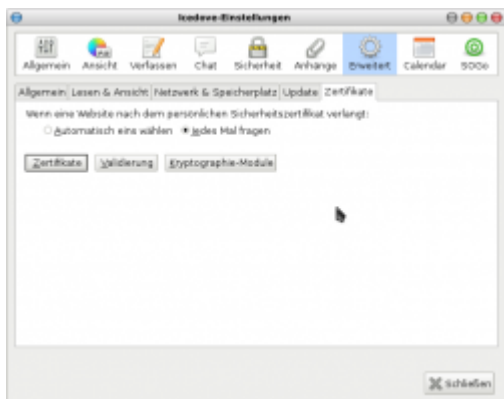 Icedove-Einstellungen
Allgemein Ansicht Verfassen Chat Sicherheit Anhänge Erweitert Calendar SOGo
Allgemein Lesen & Ansicht Netzwerk & Speicherplatz Update Zertifikate
Wenn eine Website nach dem persönlichen Sicherheitszertifikat verlangt:
Automatisch eins wählen Jedes Mal fragen
Zertifikate Validierung Kryptographie-Module
Schließen